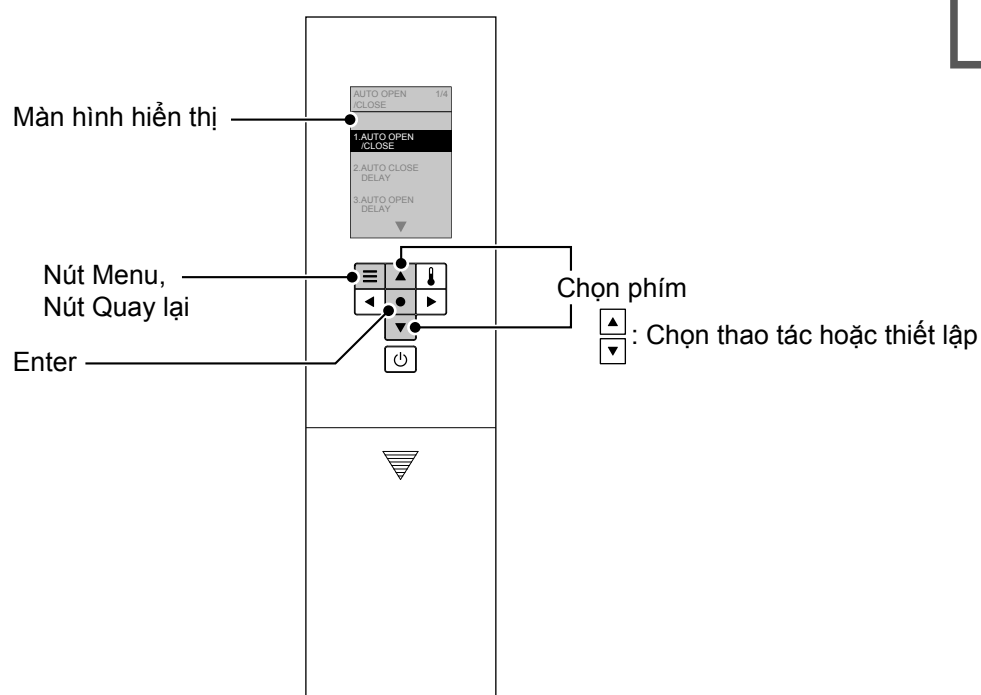 AUTO OPEN 1/4
/CLOSE
1.AUTO OPEN
/CLOSE
2.AUTO CLOSE
DELAY
3.AUTO OPEN
DELAY
Màn hình hiển thị
Nút Menu,
Nút Quay lại
Enter
Chọn phím
: Chọn thao tác hoặc thiết lập